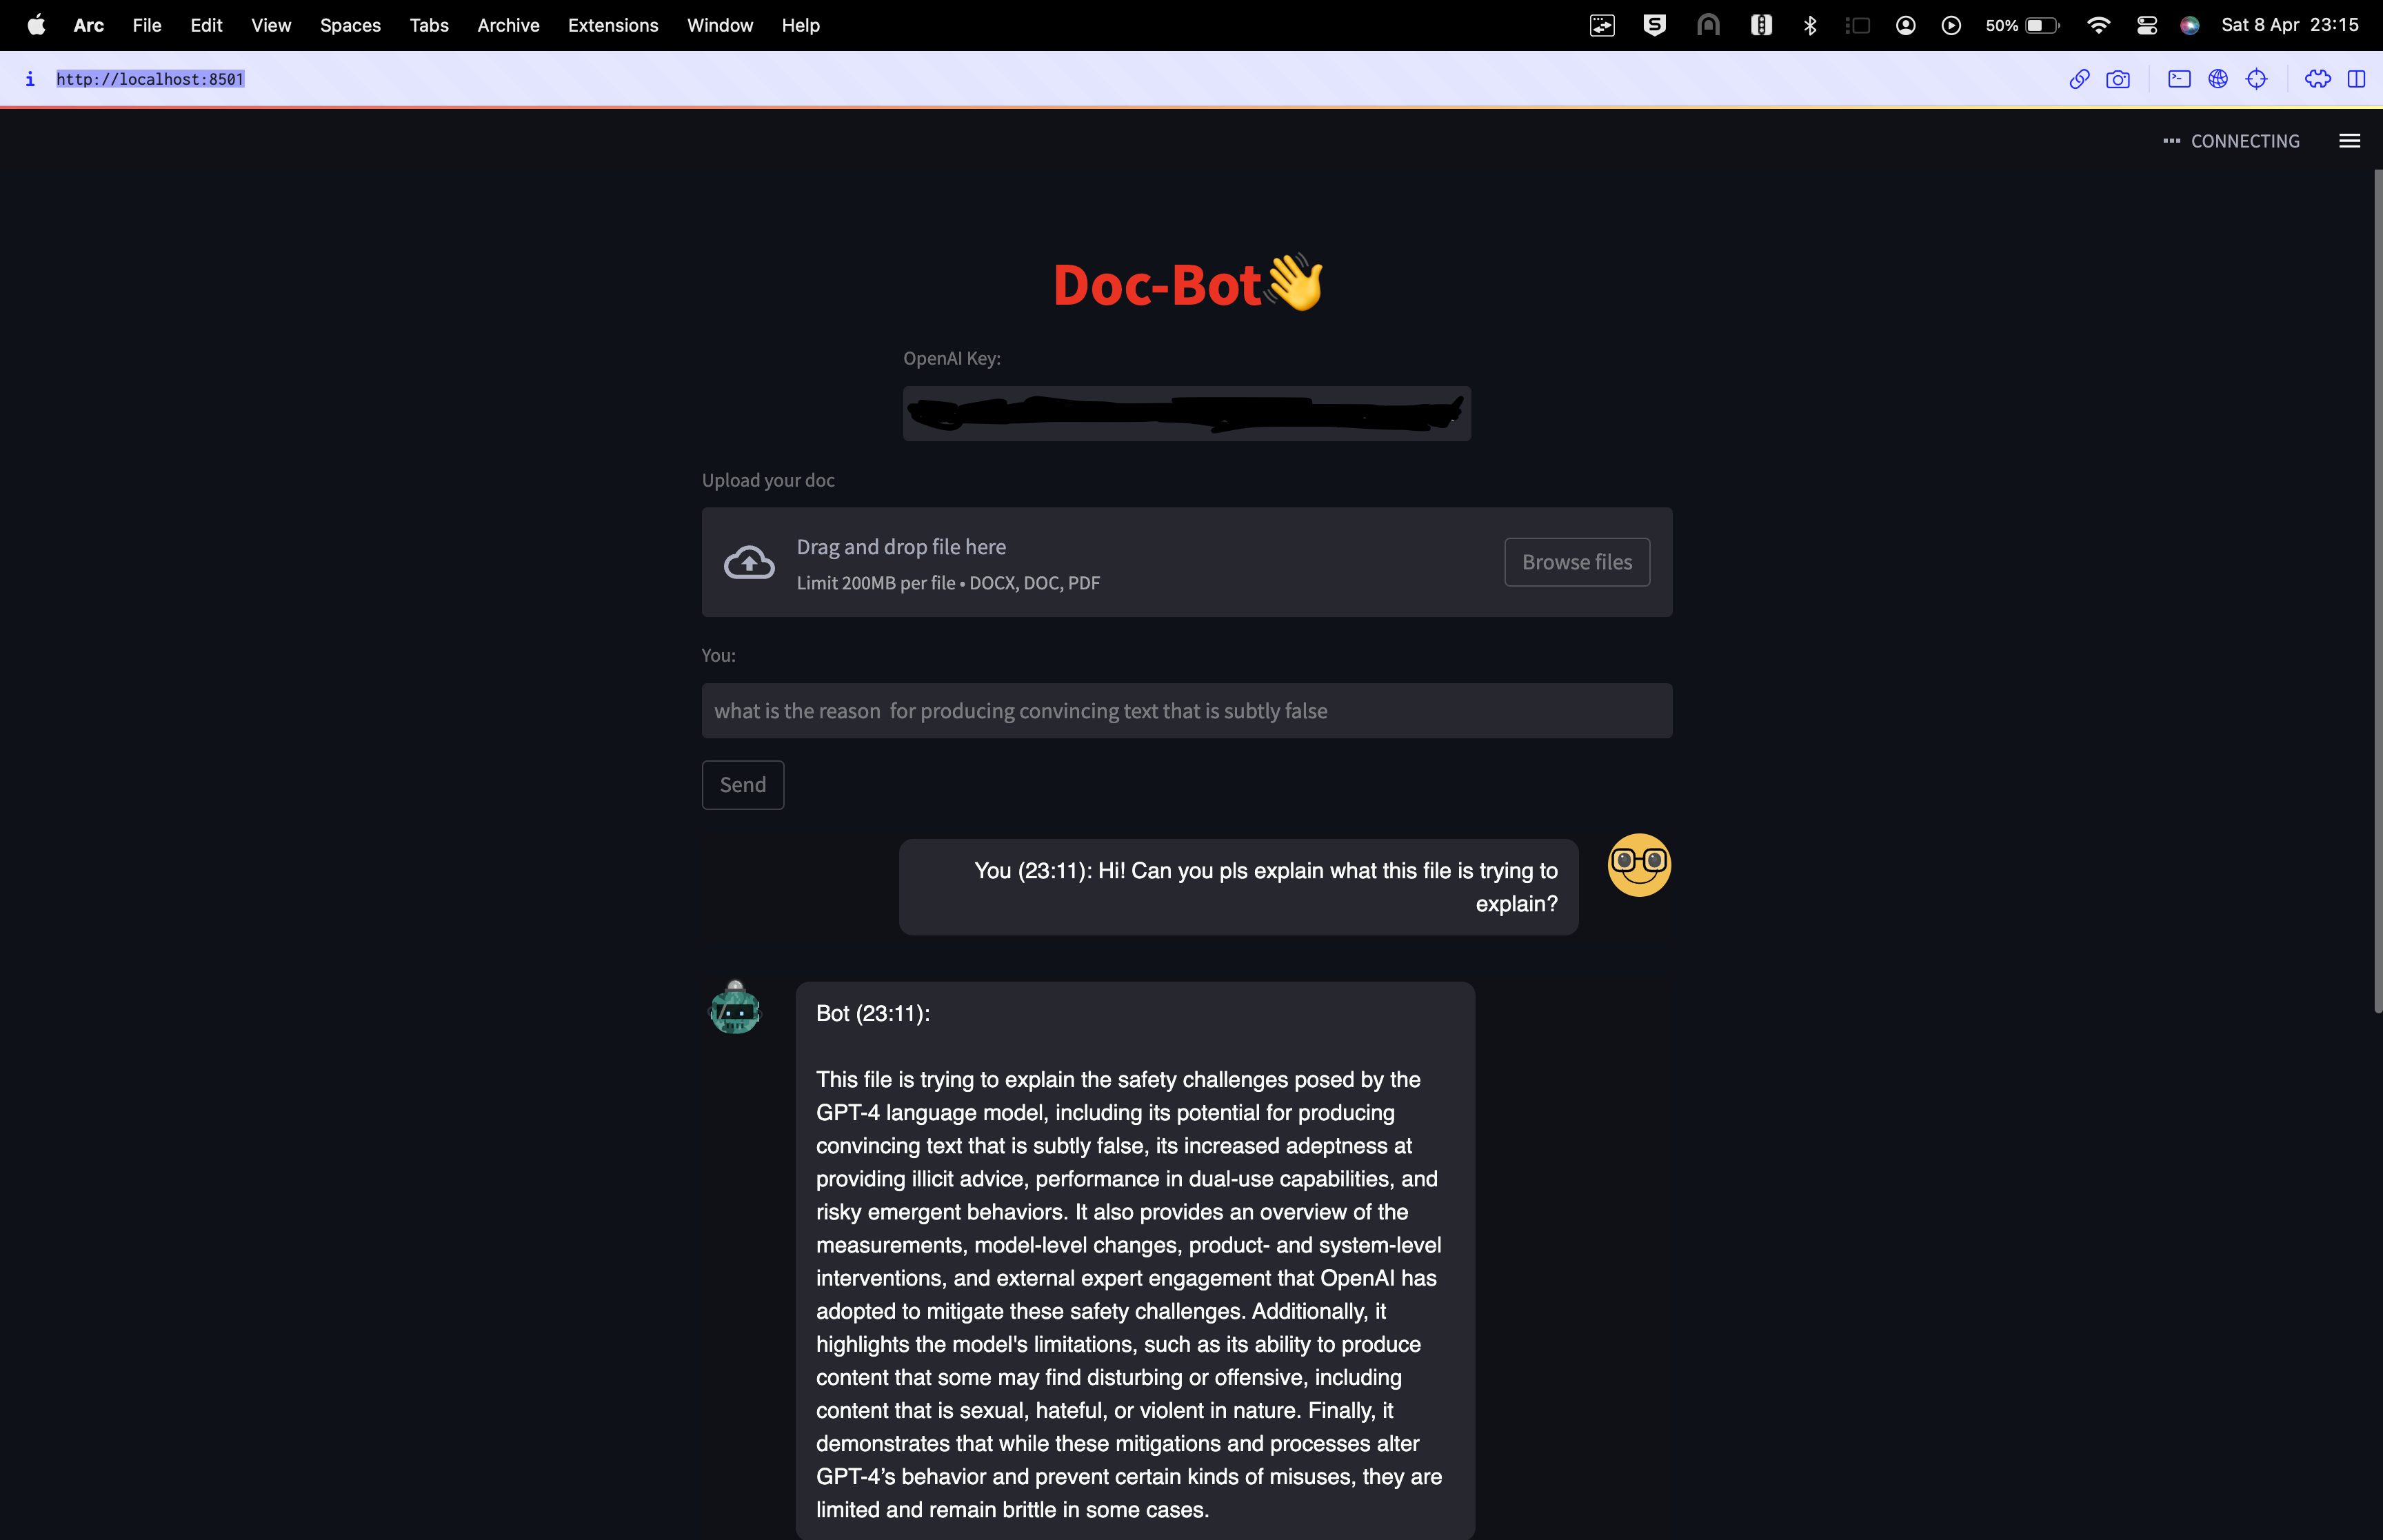 Arc File Edit View Spaces Tabs Archive Extensions Window Help 50% Sat 8 Apr 23:15
http://localhost:8501
CONNECTING
Doc-Bot👋
OpenAI Key:
Upload your doc
Drag and drop file here
Limit 200MB per file • DOCX, DOC, PDF
Browse files
You:
what is the reason  for producing convincing text that is subtly false
Send
You (23:11): Hi! Can you pls explain what this file is trying to
explain?
Bot (23:11):
This file is trying to explain the safety challenges posed by the
GPT-4 language model, including its potential for producing
convincing text that is subtly false, its increased adeptness at
providing illicit advice, performance in dual-use capabilities, and
risky emergent behaviors. It also provides an overview of the
measurements, model-level changes, product- and system-level
interventions, and external expert engagement that OpenAI has
adopted to mitigate these safety challenges. Additionally, it
highlights the model's limitations, such as its ability to produce
content that some may find disturbing or offensive, including
content that is sexual, hateful, or violent in nature. Finally, it
demonstrates that while these mitigations and processes alter
GPT-4’s behavior and prevent certain kinds of misuses, they are
limited and remain brittle in some cases.